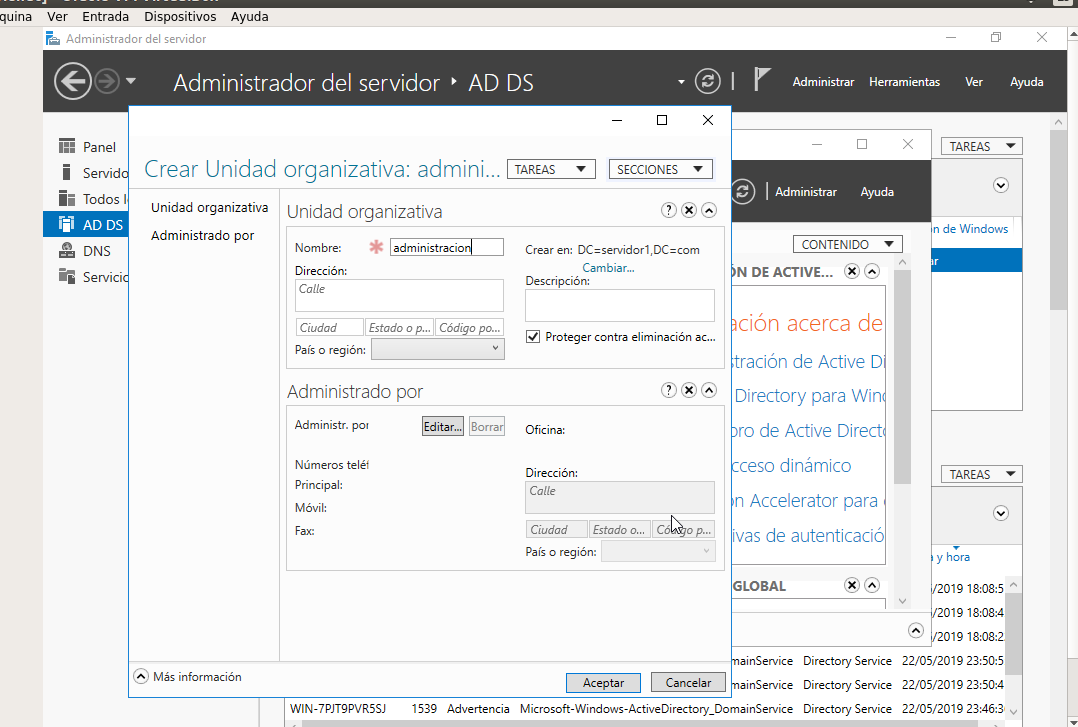 quina Ver Entrada Dispositivos Ayuda
Administrador del servidor
Administrador del servidor ‣ AD DS
Administrar Herramientas Ver Ayuda
Panel
Servido
Todos l
AD DS
DNS
Servicio
Crear Unidad organizativa: admini...
TAREAS
SECCIONES
Unidad organizativa
Administrado por
Unidad organizativa
Nombre:
administracion
Crear en: DC=servidor1,DC=com
Cambiar...
Dirección:
Calle
Descripción:
Ciudad
Estado o p...
Código po...
Proteger contra eliminación ac...
País o región:
Administrado por
Administr. por
Editar...
Borrar
Oficina:
Números teléf
Principal:
Móvil:
Fax:
Dirección:
Calle
Ciudad
Estado o...
País o región:
Más información
Aceptar
Cancelar
Administrar
Ayuda
CONTENIDO
ÓN DE ACTIVE...
ación acerca de
stración de Active Di
Directory para Wind
oro de Active Directo
cceso dinámico
on Accelerator para
ivas de autenticació
GLOBAL
TAREAS
ón de Windows
ar
TAREAS
a y hora
/2019 18:08:5
/2019 18:08:4
/2019 18:08:2
mainService Directory Service 22/05/2019 23:50:5
mainService Directory Service 22/05/2019 23:50:4
WIN-7PJT9PVR5SJ 1539 Advertencia Microsoft-Windows-ActiveDirectory_DomainService Directory Service 22/05/2019 23:46:3